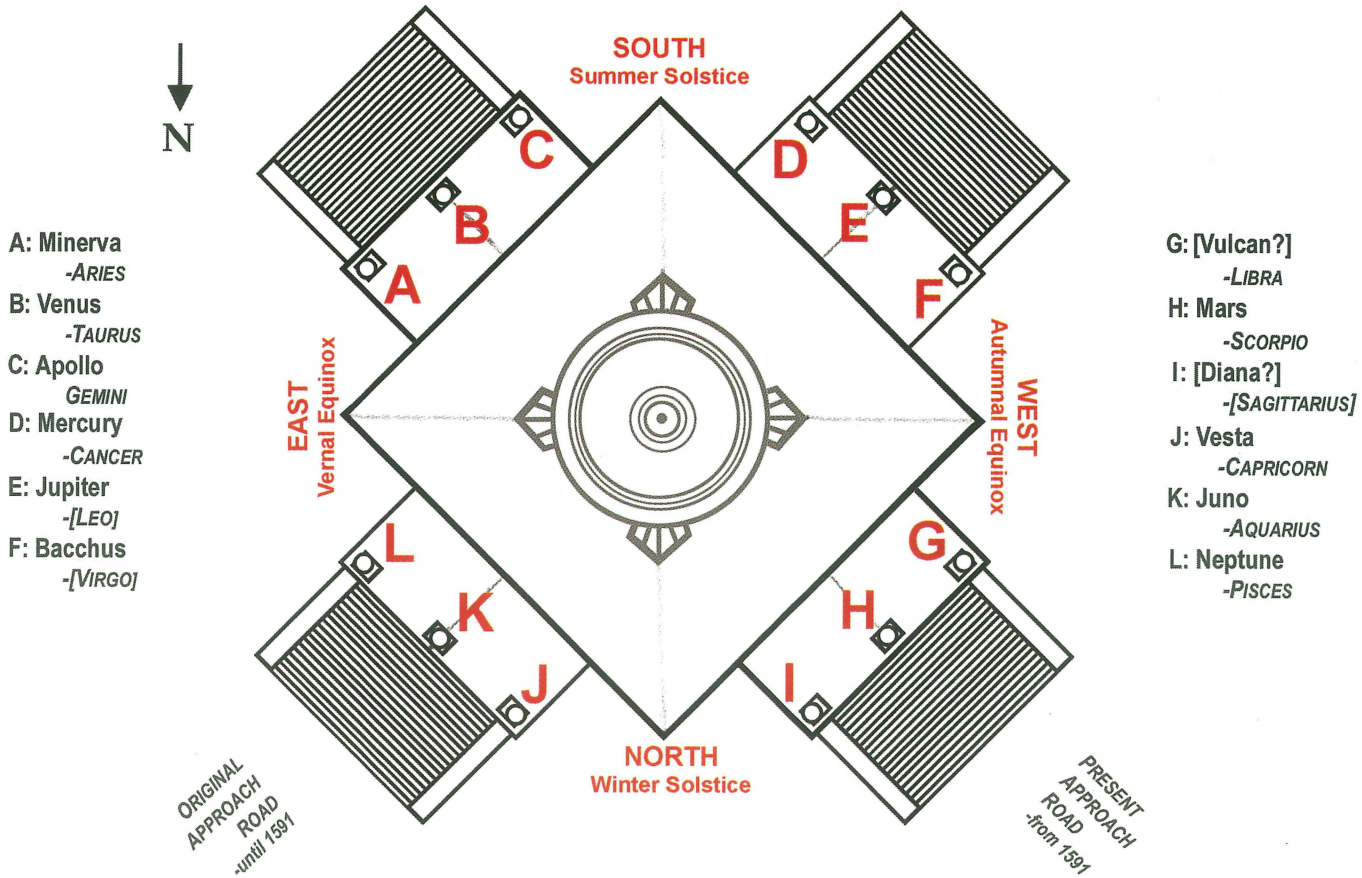 SOUTH
Summer Solstice
N
C
D
B
E
A
F
A: Minerva
-ARIES
B: Venus
-TAURUS
C: Apollo
GEMINI
D: Mercury
-CANCER
E: Jupiter
-[LEO]
F: Bacchus
-[VIRGO]
EAST
Vernal Equinox
WEST
Autumnal Equinox
G: [Vulcan?]
-LIBRA
H: Mars
-SCORPIO
I: [Diana?]
-[SAGITTARIUS]
J: Vesta
-CAPRICORN
K: Juno
-AQUARIUS
L: Neptune
-PISCES
L
G
K
H
J
I
NORTH
Winter Solstice
ORIGINAL
APPROACH
ROAD
-until 1591
PRESENT
APPROACH
ROAD
-from 1591